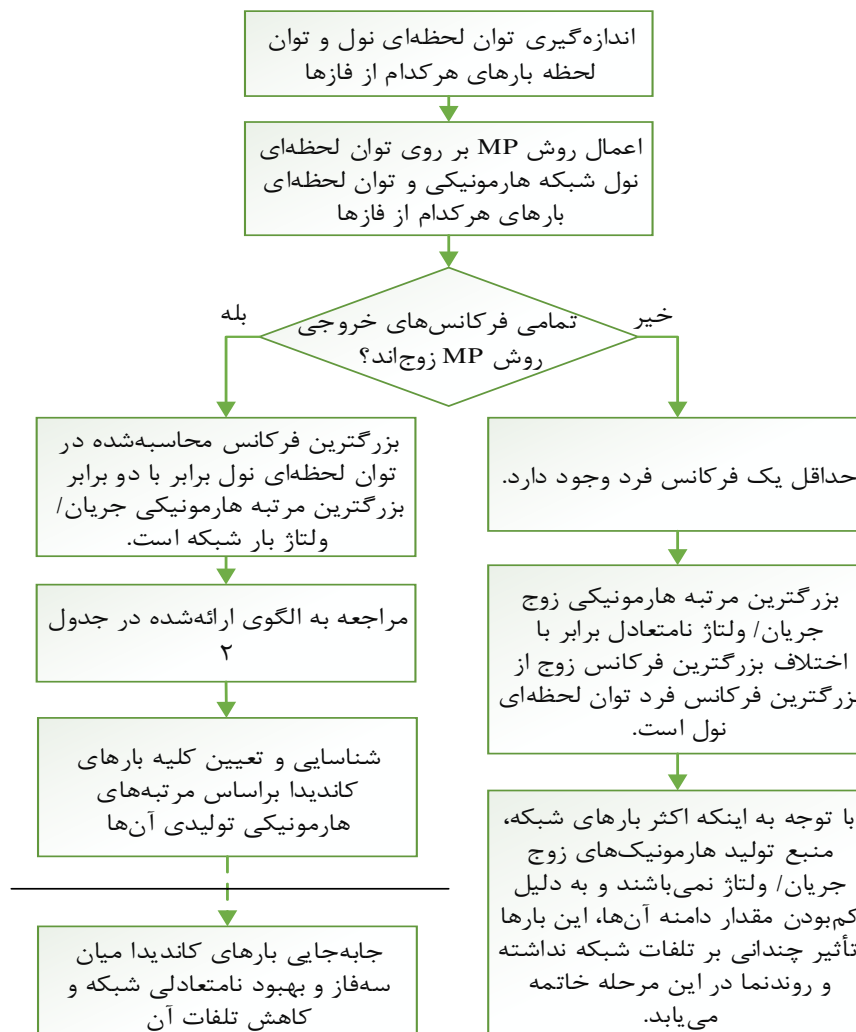 اندازه‌گیری توان لحظه‌ای نول و توان
لحظه بارهای هرکدام از فازها
اعمال روش MP بر روی توان لحظه‌ای
نول شبکه هارمونیکی و توان لحظه‌ای
بارهای هرکدام از فازها
تمامی فرکانس‌های خروجی
روش MP زوج‌اند؟
خیر
بله
حداقل یک فرکانس فرد وجود دارد.
بزرگترین مرتبه هارمونیکی زوج
جریان/ ولتاژ نامتعادل برابر با
اختلاف بزرگترین فرکانس زوج از
بزرگترین فرکانس فرد توان لحظه‌ای
نول است.
با توجه به اینکه اکثر بارهای شبکه،
منبع تولید هارمونیک‌های زوج
جریان/ ولتاژ نمی‌باشند و به دلیل
کم‌بودن مقدار دامنه آن‌ها، این بارها
تأثیر چندانی بر تلفات شبکه نداشته
و روندنما در این مرحله خاتمه
می‌یابد.
بزرگترین فرکانس محاسبه‌شده در
توان لحظه‌ای نول برابر با دو برابر
بزرگترین مرتبه هارمونیکی جریان/
ولتاژ بار شبکه است.
مراجعه به الگوی ارائه‌شده در جدول
۲
شناسایی و تعیین کلیه بارهای
کاندیدا براساس مرتبه‌های
هارمونیکی تولیدی آن‌ها
جابه‌جایی بارهای کاندیدا میان
سه‌فاز و بهبود نامتعادلی شبکه و
کاهش تلفات آن